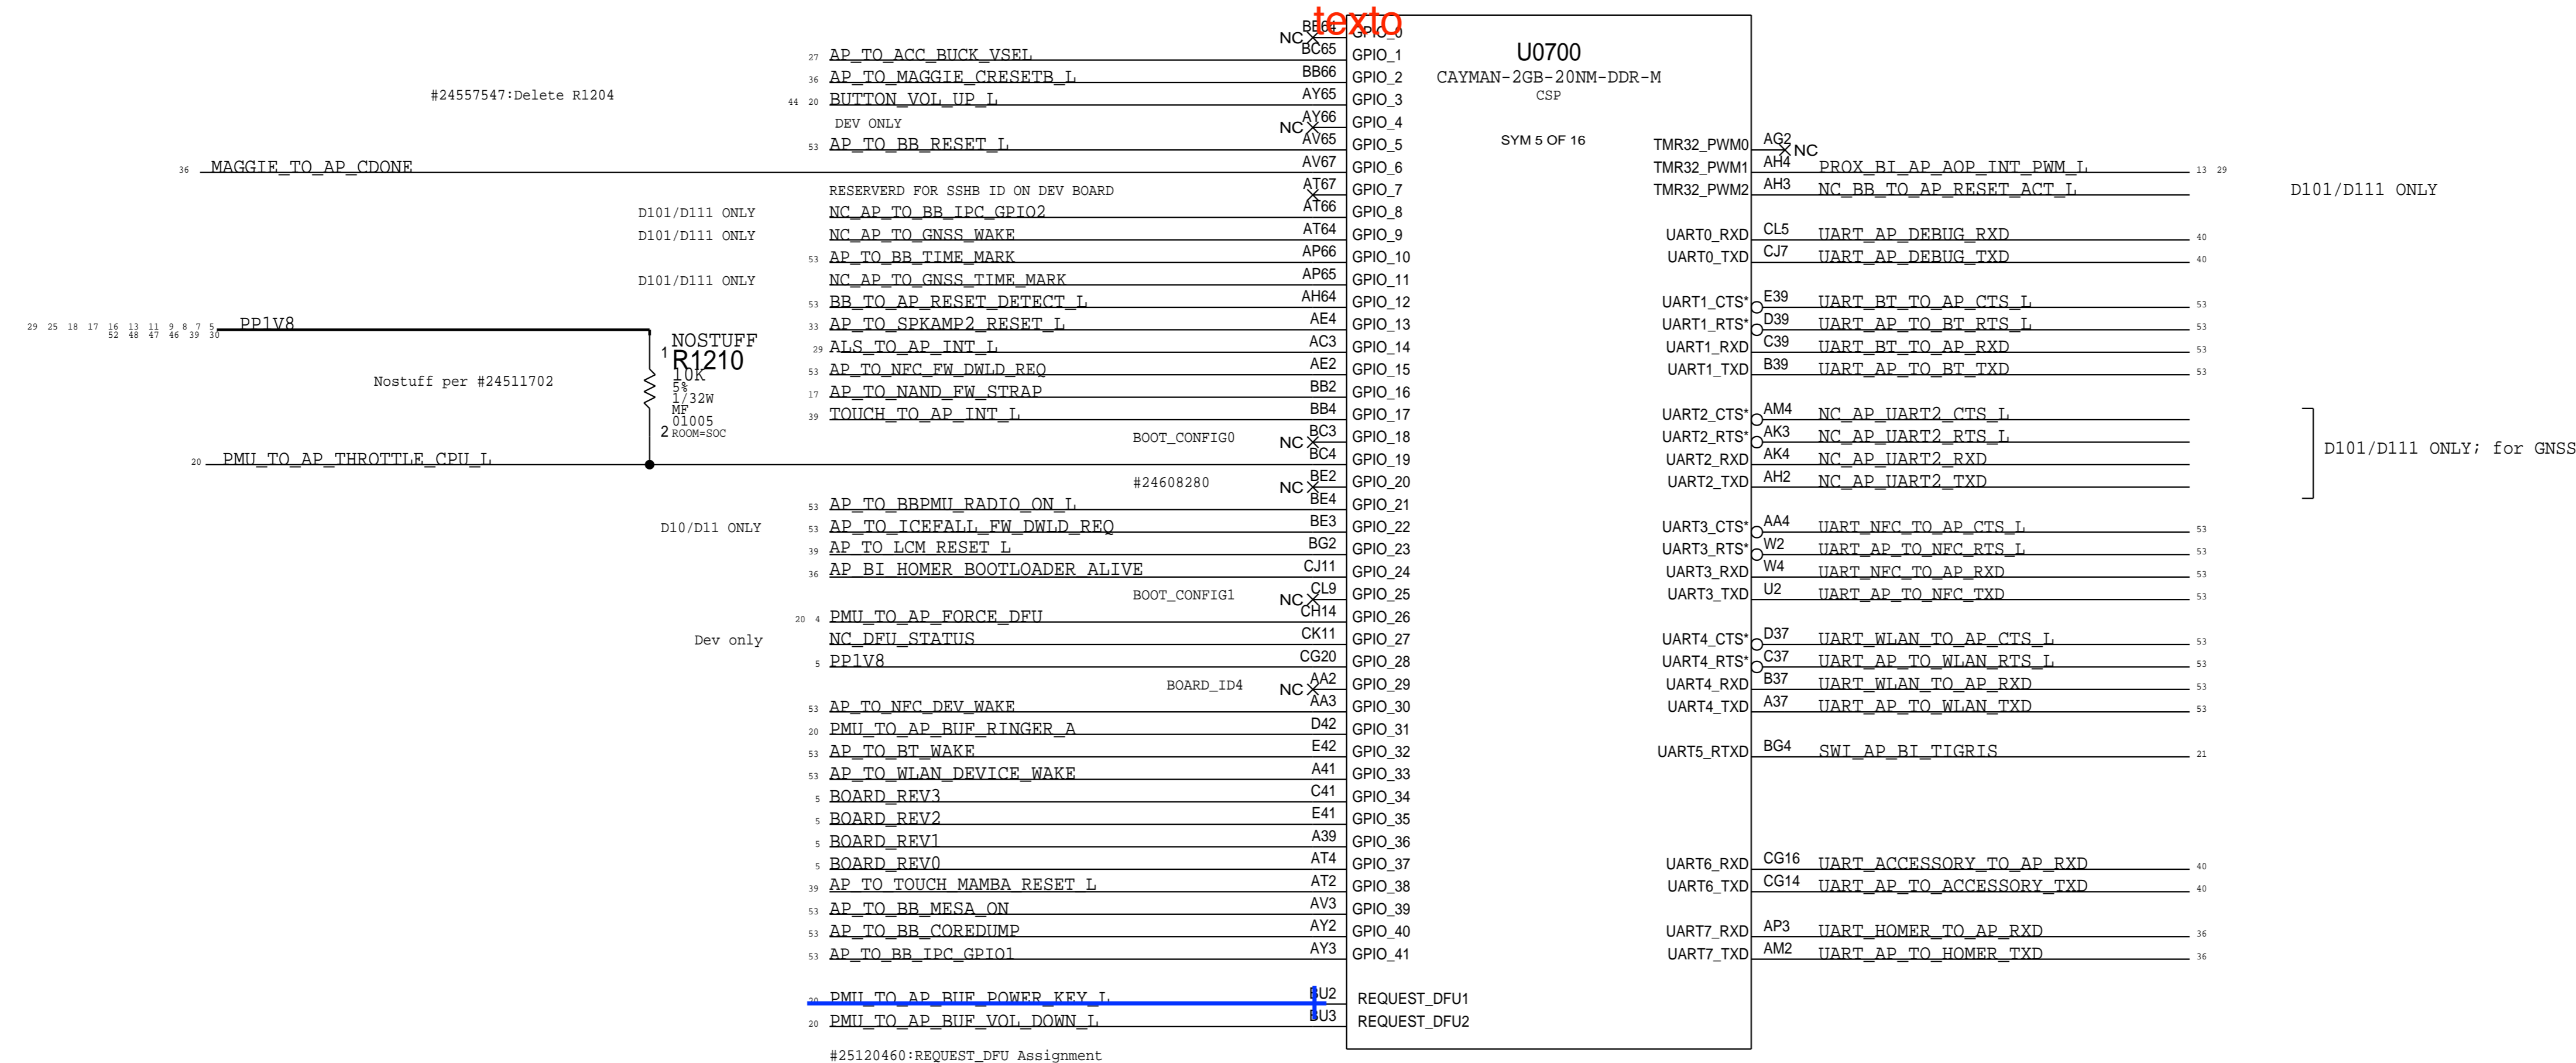 texto
NC BE64 GPIO_0
27 AP_TO_ACC_BUCK_VSEL BC65 GPIO_1
36 AP_TO_MAGGIE_CRESETB_L BB66 GPIO_2
#24557547:Delete R1204
44 20 BUTTON_VOL_UP_L AY65 GPIO_3
DEV ONLY NC AY66 GPIO_4
53 AP_TO_BB_RESET_L AV65 GPIO_5
36 MAGGIE_TO_AP_CDONE AV67 GPIO_6
RESERVERD FOR SSHB ID ON DEV BOARD AT67 GPIO_7
D101/D111 ONLY NC_AP_TO_BB_IPC_GPIO2 AT66 GPIO_8
D101/D111 ONLY NC_AP_TO_GNSS_WAKE AT64 GPIO_9
53 AP_TO_BB_TIME_MARK AP66 GPIO_10
D101/D111 ONLY NC_AP_TO_GNSS_TIME_MARK AP65 GPIO_11
53 BB_TO_AP_RESET_DETECT_L AH64 GPIO_12
33 AP_TO_SPKAMP2_RESET_L AE4 GPIO_13
29 ALS_TO_AP_INT_L AC3 GPIO_14
53 AP_TO_NFC_FW_DWLD_REQ AE2 GPIO_15
17 AP_TO_NAND_FW_STRAP BB2 GPIO_16
39 TOUCH_TO_AP_INT_L BB4 GPIO_17
BOOT_CONFIG0 NC BC3 GPIO_18
20 PMU_TO_AP_THROTTLE_CPU_L BC4 GPIO_19
#24608280 NC BE2 GPIO_20
53 AP_TO_BBPMU_RADIO_ON_L BE4 GPIO_21
D10/D11 ONLY 53 AP_TO_ICEFALL_FW_DWLD_REQ BE3 GPIO_22
39 AP_TO_LCM_RESET_L BG2 GPIO_23
36 AP_BI_HOMER_BOOTLOADER_ALIVE CJ11 GPIO_24
BOOT_CONFIG1 NC CL9 GPIO_25
20 4 PMU_TO_AP_FORCE_DFU CH14 GPIO_26
Dev only NC_DFU_STATUS CK11 GPIO_27
5 PP1V8 CG20 GPIO_28
BOARD_ID4 NC AA2 GPIO_29
53 AP_TO_NFC_DEV_WAKE AA3 GPIO_30
20 PMU_TO_AP_BUF_RINGER_A D42 GPIO_31
53 AP_TO_BT_WAKE E42 GPIO_32
53 AP_TO_WLAN_DEVICE_WAKE A41 GPIO_33
5 BOARD_REV3 C41 GPIO_34
5 BOARD_REV2 E41 GPIO_35
5 BOARD_REV1 A39 GPIO_36
5 BOARD_REV0 AT4 GPIO_37
39 AP_TO_TOUCH_MAMBA_RESET_L AT2 GPIO_38
53 AP_TO_BB_MESA_ON AV3 GPIO_39
53 AP_TO_BB_COREDUMP AY2 GPIO_40
53 AP_TO_BB_IPC_GPIO1 AY3 GPIO_41
20 PMU_TO_AP_BUF_POWER_KEY_L BU2 REQUEST_DFU1
20 PMU_TO_AP_BUF_VOL_DOWN_L BU3 REQUEST_DFU2
#25120460:REQUEST_DFU Assignment
29 25 18 17 16 13 11 9 8 7 5 PP1V8
52 48 47 46 39 30
Nostuff per #24511702
NOSTUFF
1 R1210
10K
5%
1/32W
MF
01005
2 ROOM=SOC
U0700
CAYMAN-2GB-20NM-DDR-M
CSP
SYM 5 OF 16
TMR32_PWM0 AG2 NC
TMR32_PWM1 AH4 PROX_BI_AP_AOP_INT_PWM_L 13 29
TMR32_PWM2 AH3 NC_BB_TO_AP_RESET_ACT_L D101/D111 ONLY
UART0_RXD CL5 UART_AP_DEBUG_RXD 40
UART0_TXD CJ7 UART_AP_DEBUG_TXD 40
UART1_CTS* E39 UART_BT_TO_AP_CTS_L 53
UART1_RTS* D39 UART_AP_TO_BT_RTS_L 53
UART1_RXD C39 UART_BT_TO_AP_RXD 53
UART1_TXD B39 UART_AP_TO_BT_TXD 53
UART2_CTS* AM4 NC_AP_UART2_CTS_L
UART2_RTS* AK3 NC_AP_UART2_RTS_L
UART2_RXD AK4 NC_AP_UART2_RXD
UART2_TXD AH2 NC_AP_UART2_TXD
D101/D111 ONLY; for GNSS
UART3_CTS* AA4 UART_NFC_TO_AP_CTS_L 53
UART3_RTS* W2 UART_AP_TO_NFC_RTS_L 53
UART3_RXD W4 UART_NFC_TO_AP_RXD 53
UART3_TXD U2 UART_AP_TO_NFC_TXD 53
UART4_CTS* D37 UART_WLAN_TO_AP_CTS_L 53
UART4_RTS* C37 UART_AP_TO_WLAN_RTS_L 53
UART4_RXD B37 UART_WLAN_TO_AP_RXD 53
UART4_TXD A37 UART_AP_TO_WLAN_TXD 53
UART5_RTXD BG4 SWI_AP_BI_TIGRIS 21
UART6_RXD CG16 UART_ACCESSORY_TO_AP_RXD 40
UART6_TXD CG14 UART_AP_TO_ACCESSORY_TXD 40
UART7_RXD AP3 UART_HOMER_TO_AP_RXD 36
UART7_TXD AM2 UART_AP_TO_HOMER_TXD 36